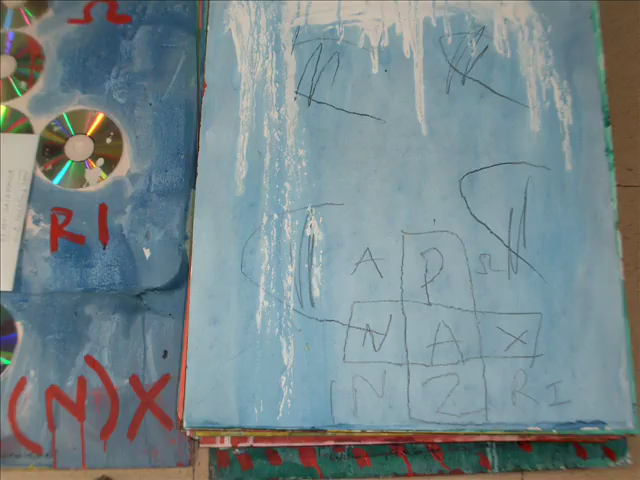 Ω
RI
(N)X
A P Ω
N A X
N Z RI